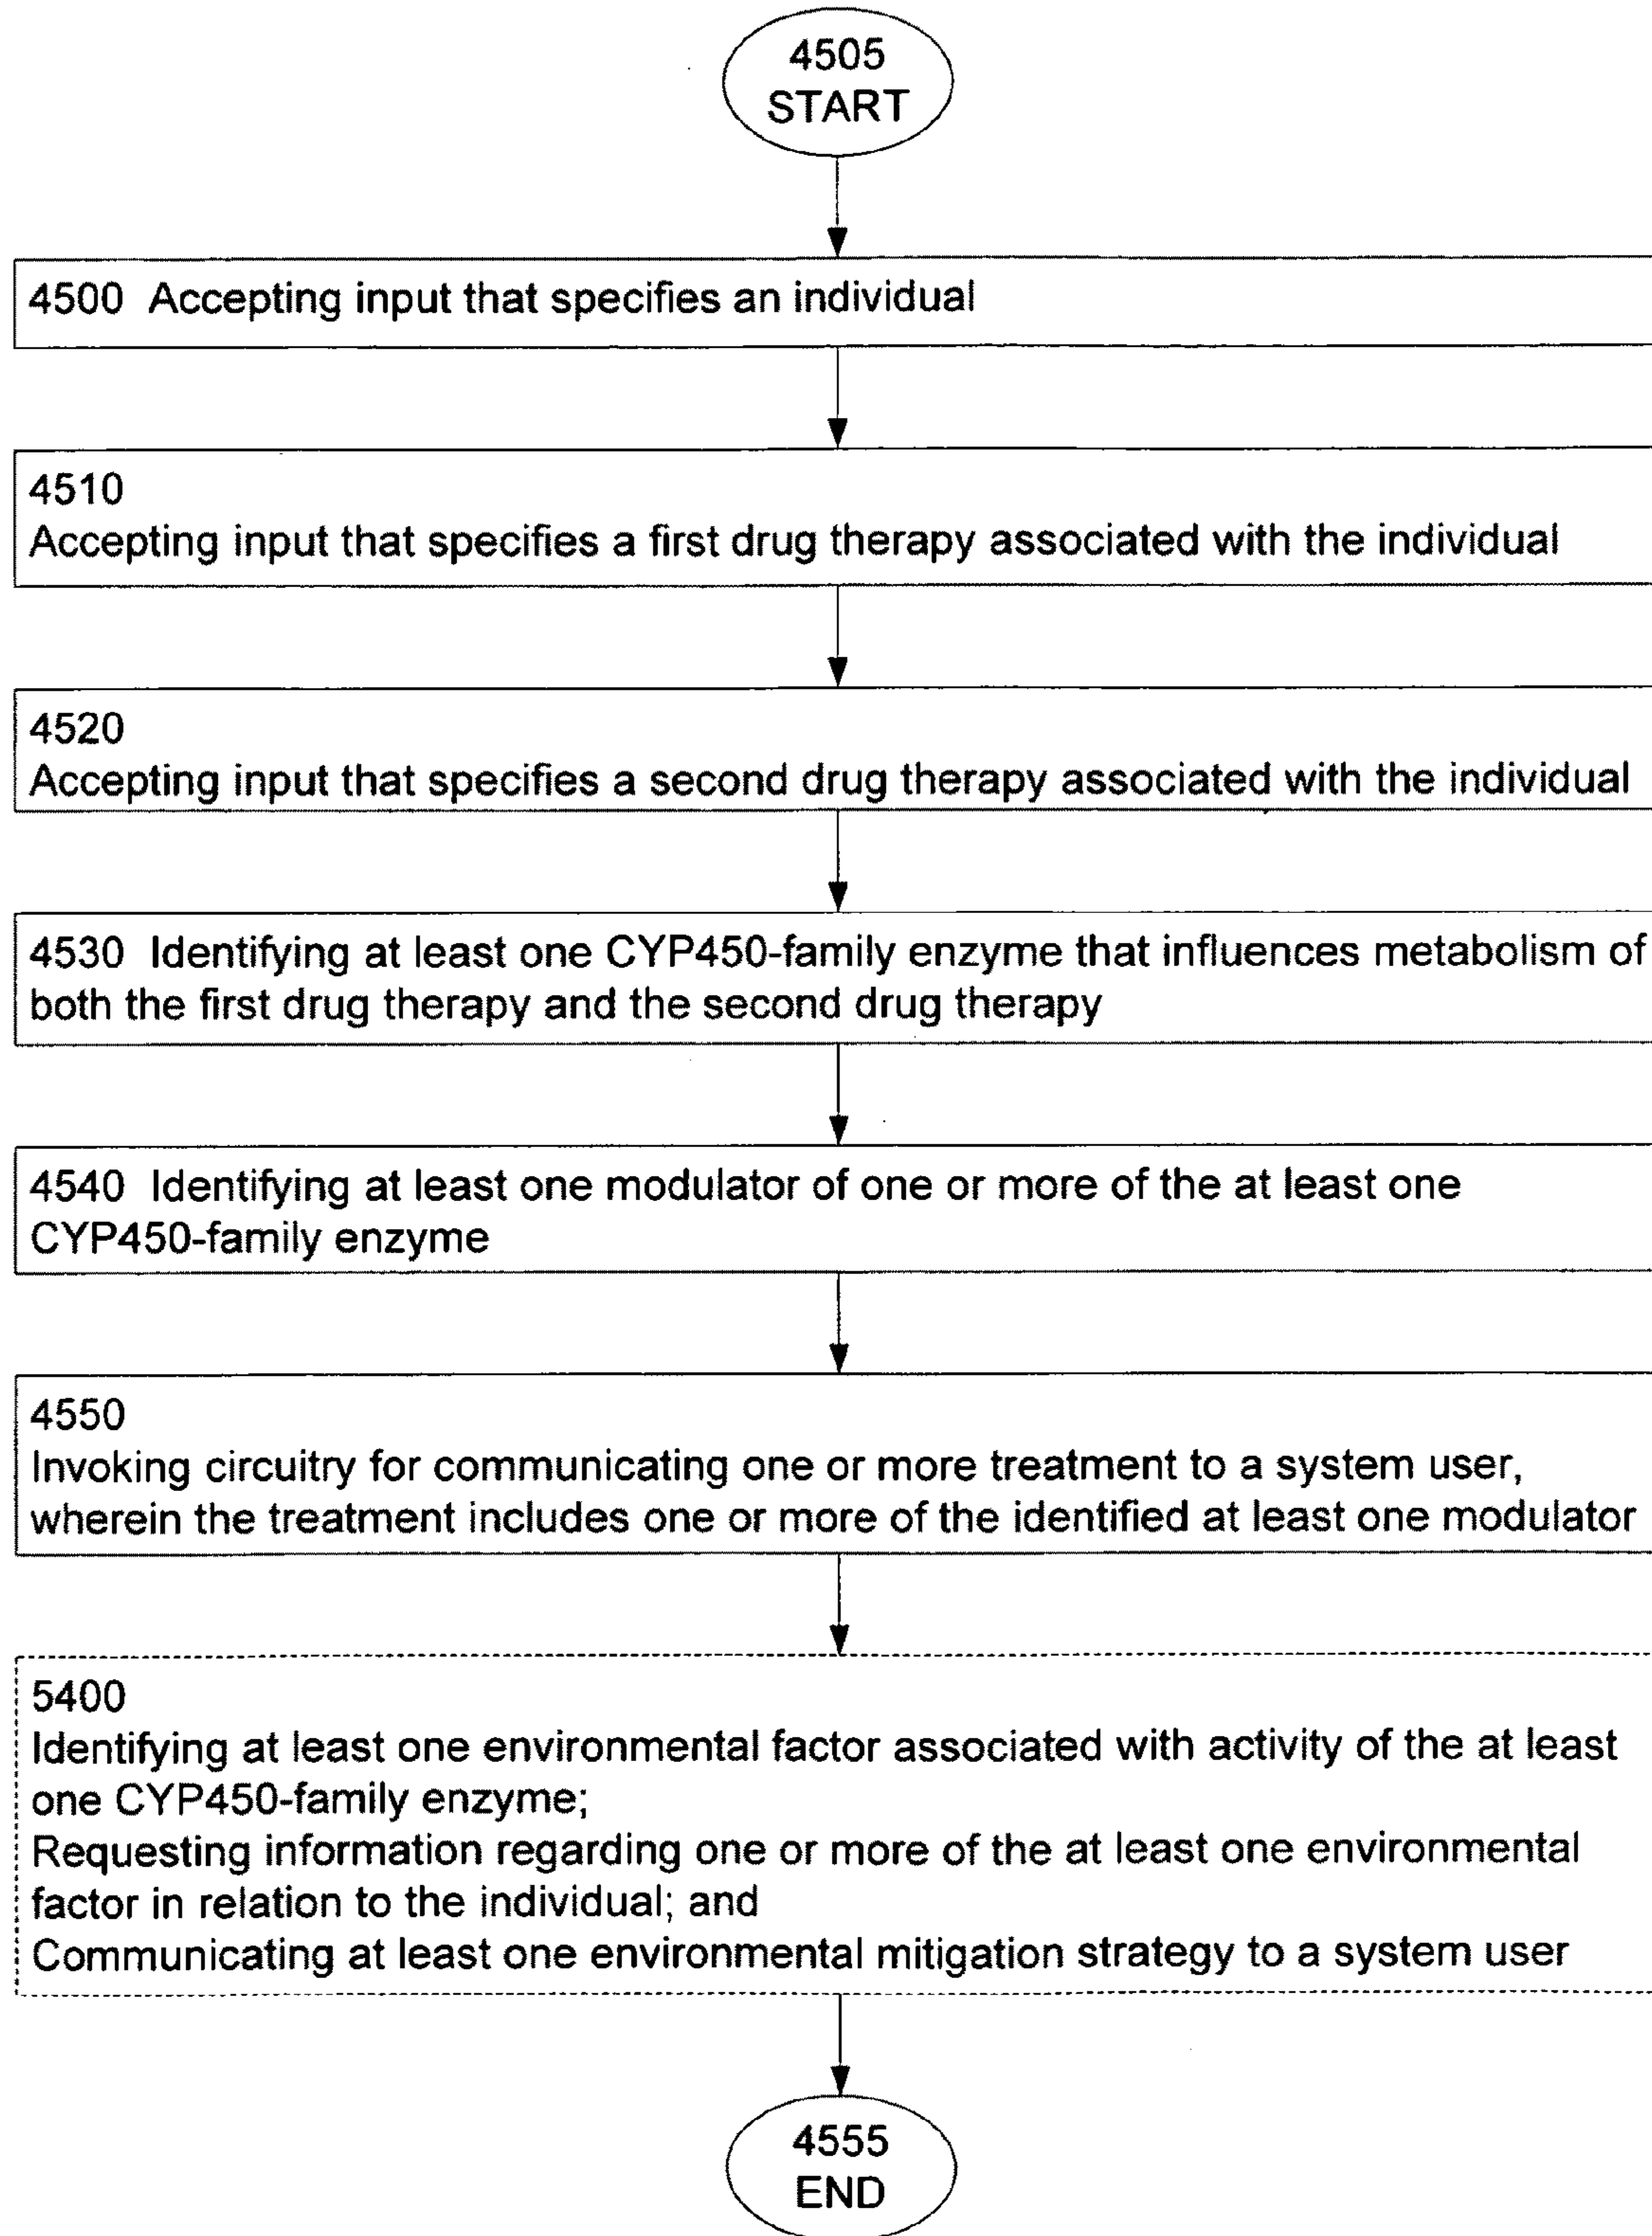 4505
START
4500 Accepting input that specifies an individual
4510
Accepting input that specifies a first drug therapy associated with the individual
4520
Accepting input that specifies a second drug therapy associated with the individual
4530 Identifying at least one CYP450-family enzyme that influences metabolism of
both the first drug therapy and the second drug therapy
4540 Identifying at least one modulator of one or more of the at least one
CYP450-family enzyme
4550
Invoking circuitry for communicating one or more treatment to a system user,
wherein the treatment includes one or more of the identified at least one modulator
5400
Identifying at least one environmental factor associated with activity of the at least
one CYP450-family enzyme;
Requesting information regarding one or more of the at least one environmental
factor in relation to the individual; and
Communicating at least one environmental mitigation strategy to a system user
4555
END